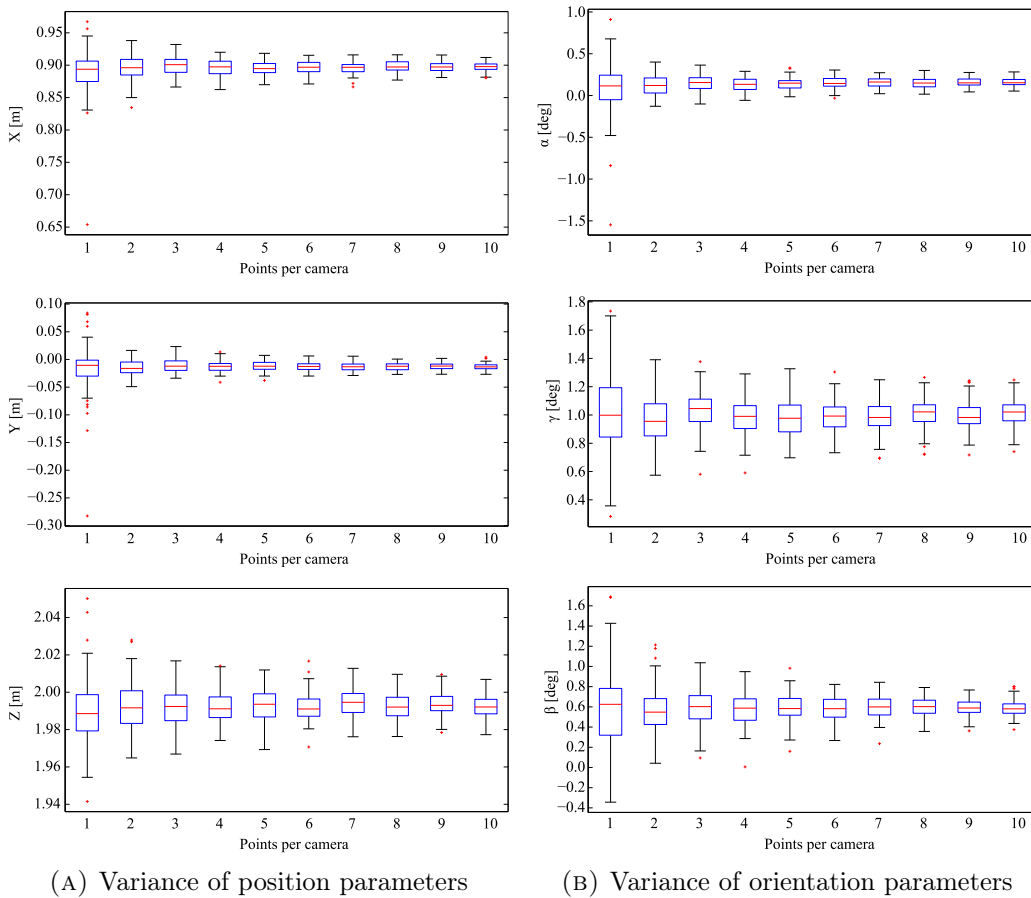 0.95
0.90
0.85
0.80
0.75
0.70
0.65
X [m]
1 2 3 4 5 6 7 8 9 10
Points per camera
1.0
0.5
0.0
−0.5
−1.0
−1.5
α [deg]
1 2 3 4 5 6 7 8 9 10
Points per camera
0.10
0.05
0.00
−0.05
−0.10
−0.15
−0.20
−0.25
−0.30
Y [m]
1 2 3 4 5 6 7 8 9 10
Points per camera
1.8
1.6
1.4
1.2
1.0
0.8
0.6
0.4
γ [deg]
1 2 3 4 5 6 7 8 9 10
Points per camera
2.04
2.02
2.00
1.98
1.96
1.94
Z [m]
1 2 3 4 5 6 7 8 9 10
Points per camera
1.6
1.4
1.2
1.0
0.8
0.6
0.4
0.2
0.0
−0.2
−0.4
β [deg]
1 2 3 4 5 6 7 8 9 10
Points per camera
(A) Variance of position parameters
(B) Variance of orientation parameters